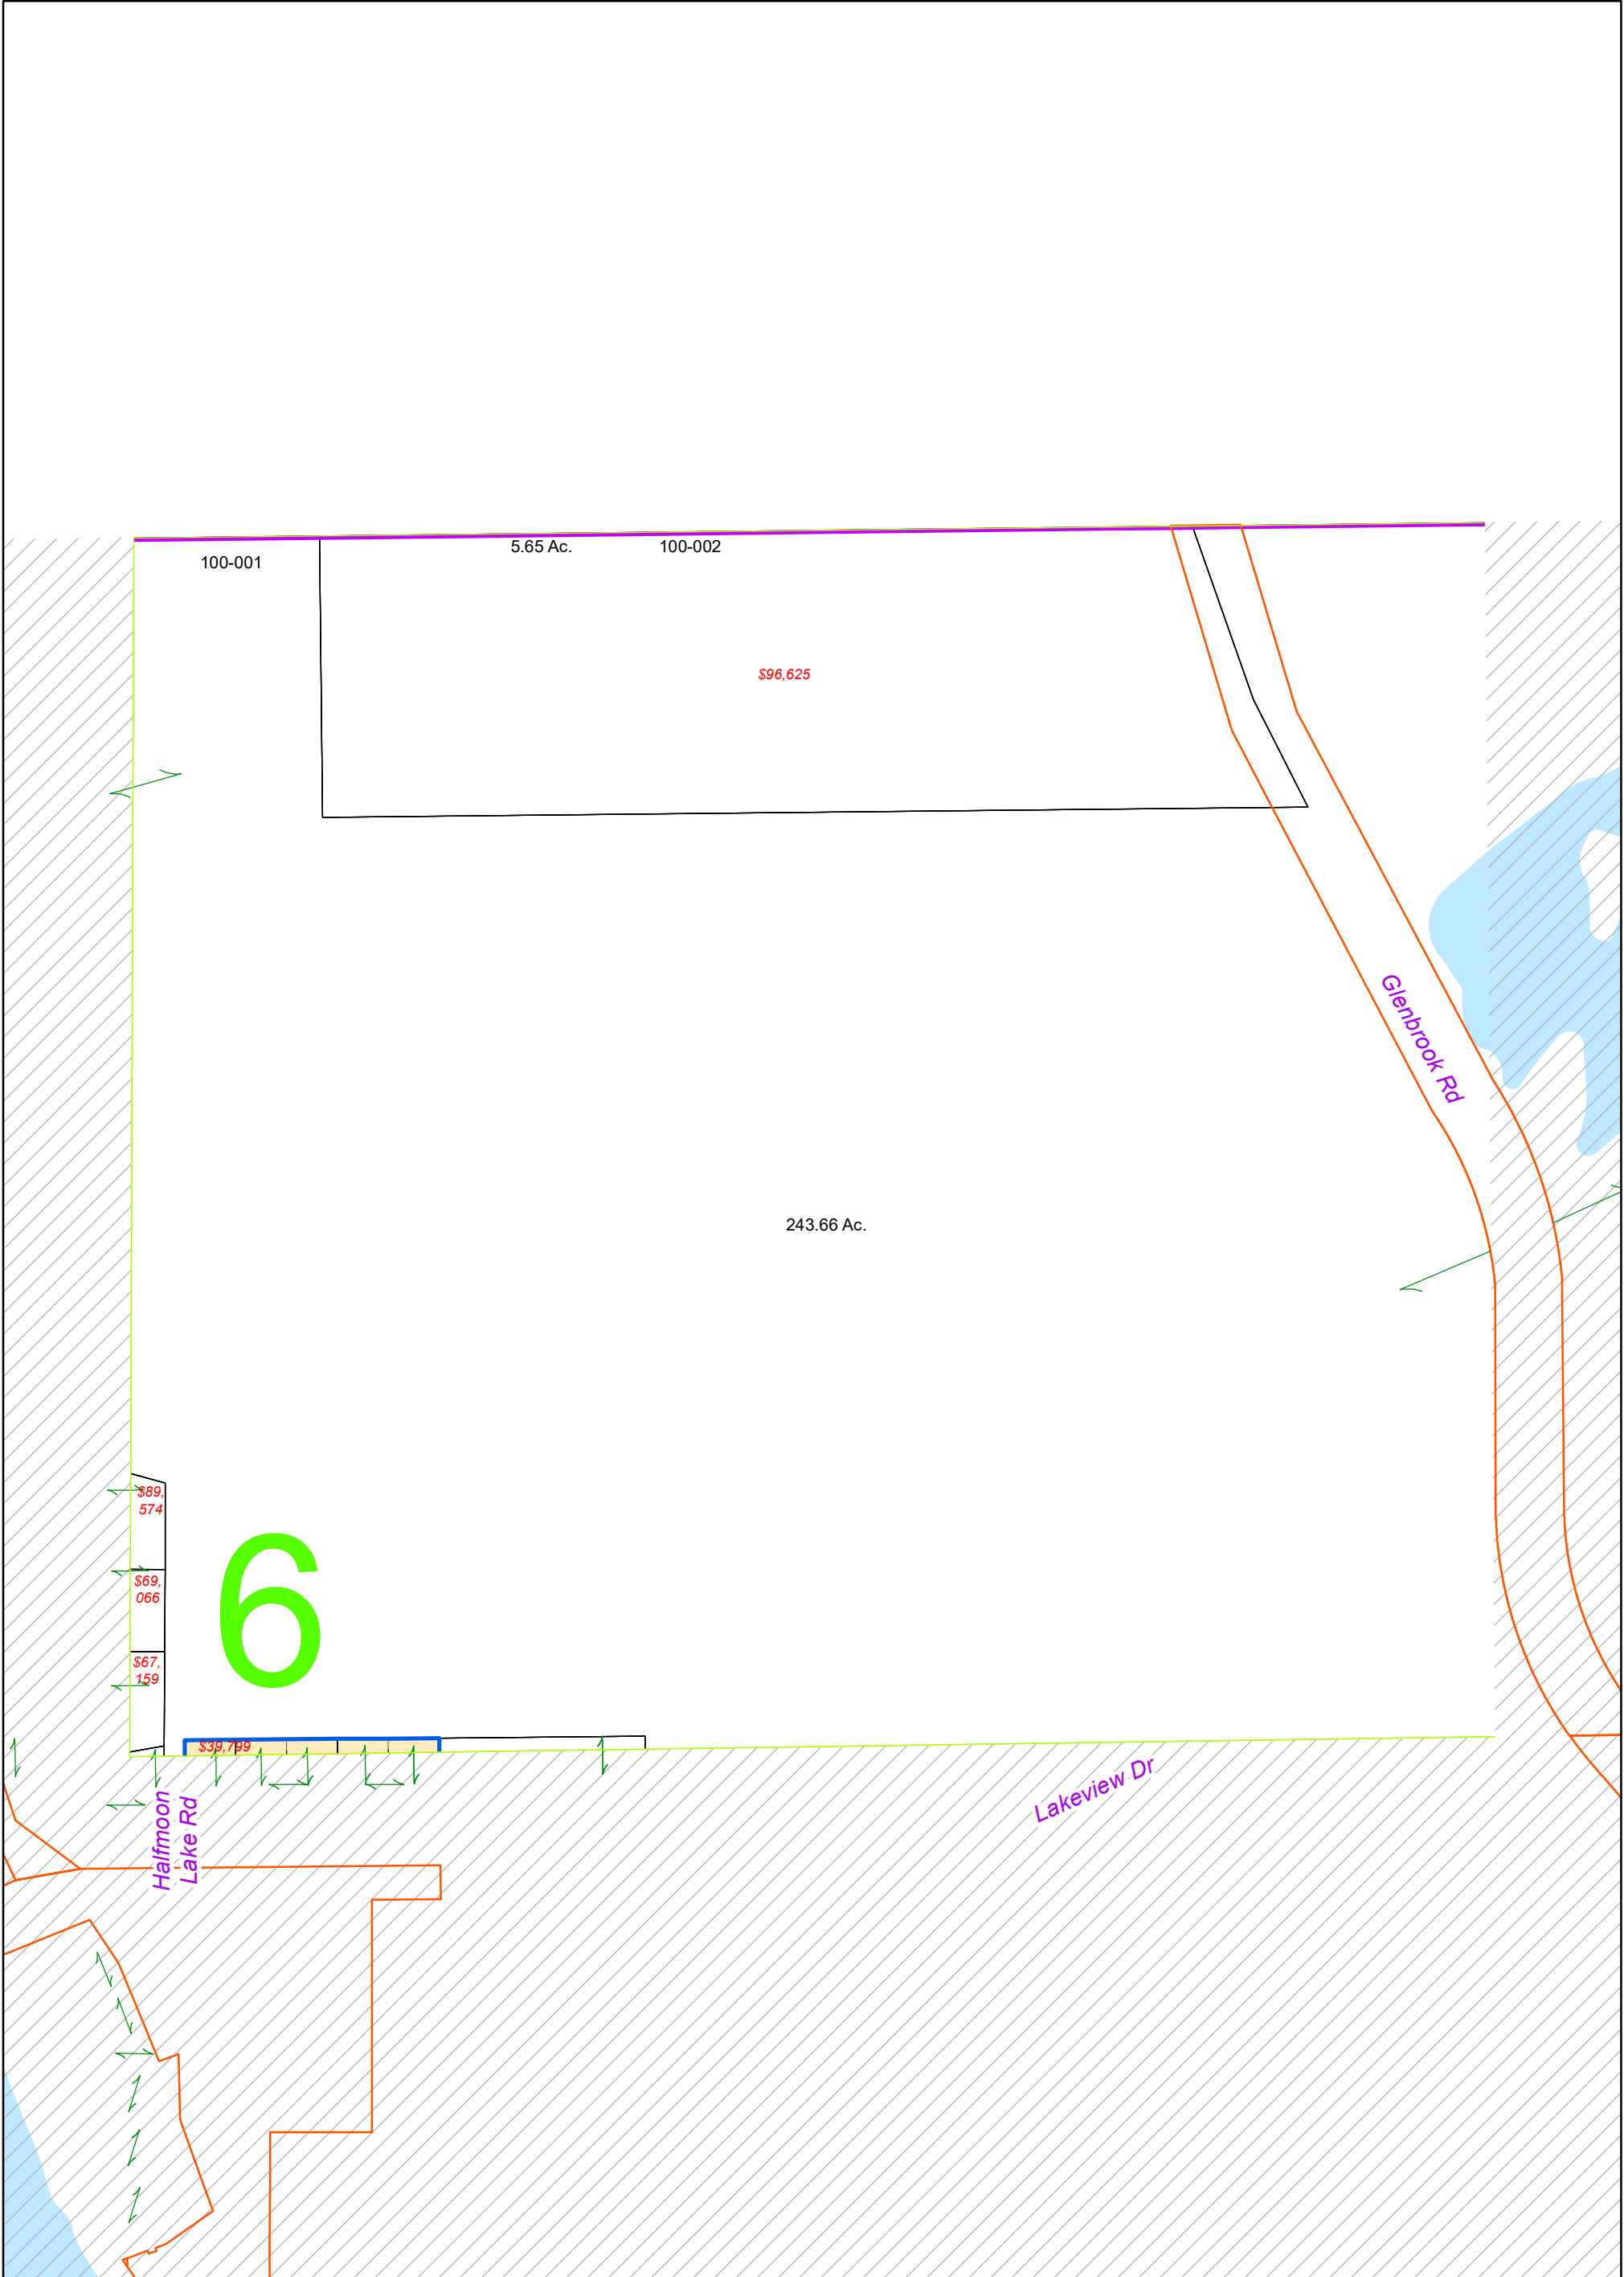 5.65 Ac.
100-002
100-001
$96,625
Glenbrook Rd
243.66 Ac.
$89,
574
6
$69,
066
$67,
159
$39,799
Lakeview Dr
Halfmoon
Lake Rd